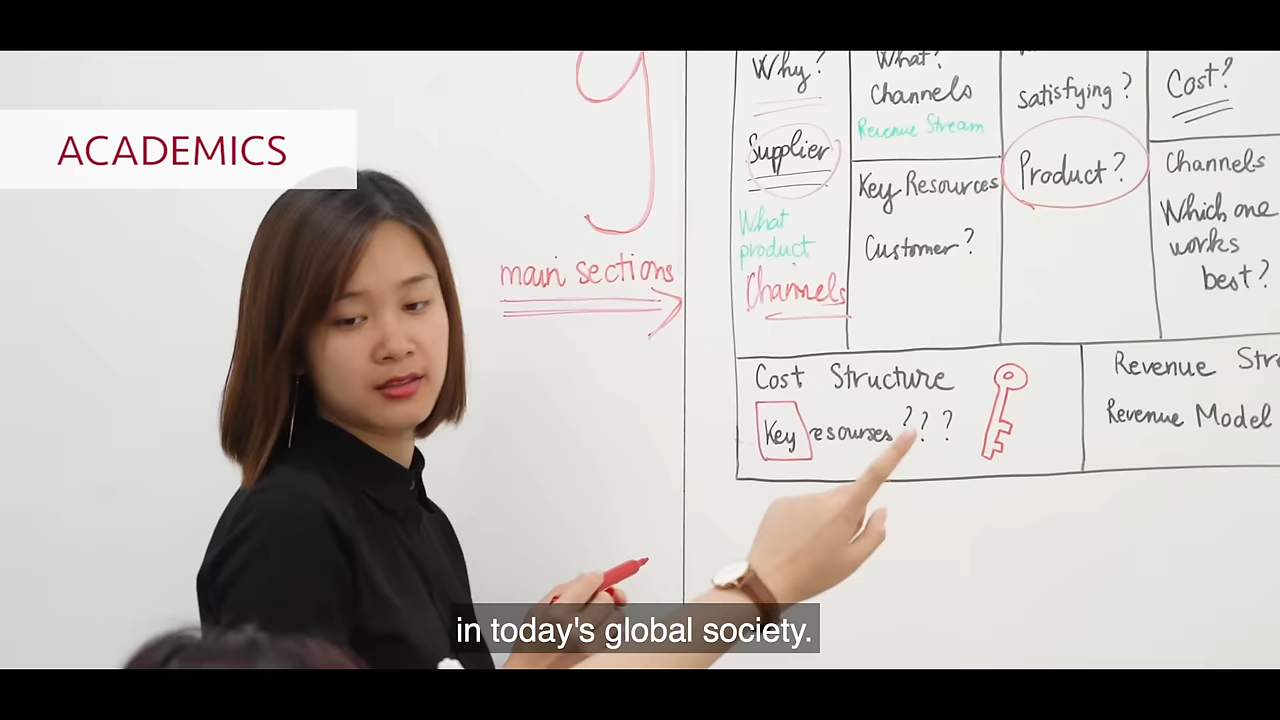 ACADEMICS
y
main sections
Why?
Supplier
What
product
Channels
What?
Channels
Revenue Stream
Key Resources
Customer?
satisfying?
Product?
Cost?
Channels
Which one
works
best?
Cost Structure
Key resourses ???
Revenue Stre
Revenue Model
in today's global society.